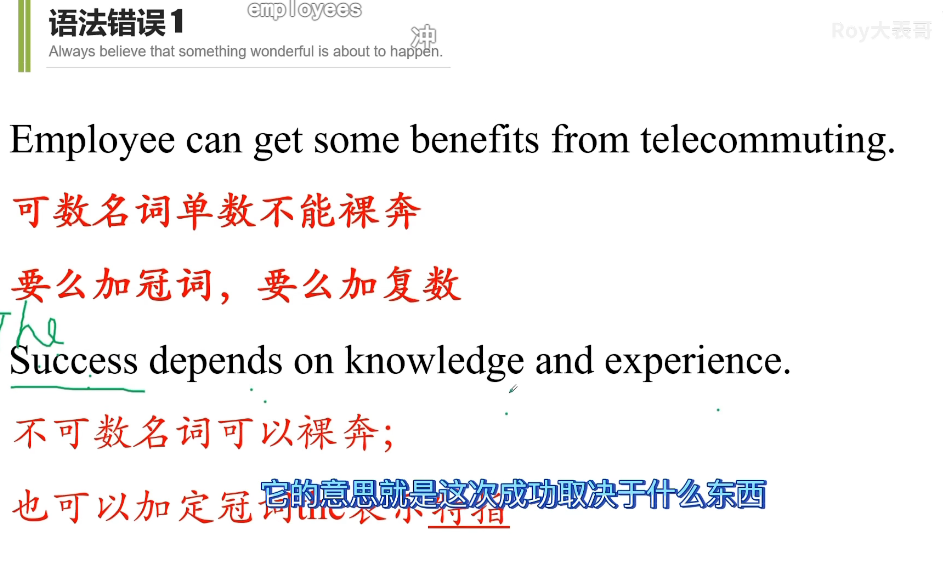 语法错误1
employees
冲
Roy大表哥
Always believe that something wonderful is about to happen.
Employee can get some benefits from telecommuting.
可数名词单数不能裸奔
要么加冠词，要么加复数
The
Success depends on knowledge and experience.
不可数名词可以裸奔；
也可以加定冠词the表示特指
它的意思就是这次成功取决于什么东西